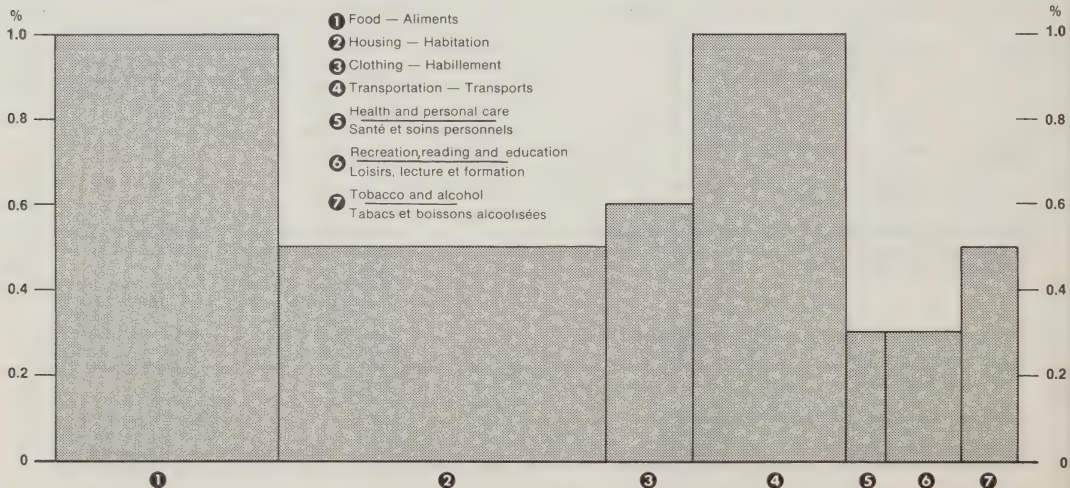 %
1.0
0.8
0.6
0.4
0.2
0
❶ Food — Aliments
❷ Housing — Habitation
❸ Clothing — Habillement
❹ Transportation — Transports
❺ Health and personal care
Santé et soins personnels
❻ Recreation,reading and education
Loisirs, lecture et formation
❼ Tobacco and alcohol
Tabacs et boissons alcoolisées
%
1.0
0.8
0.6
0.4
0.2
0
❶ ❷ ❸ ❹ ❺ ❻ ❼